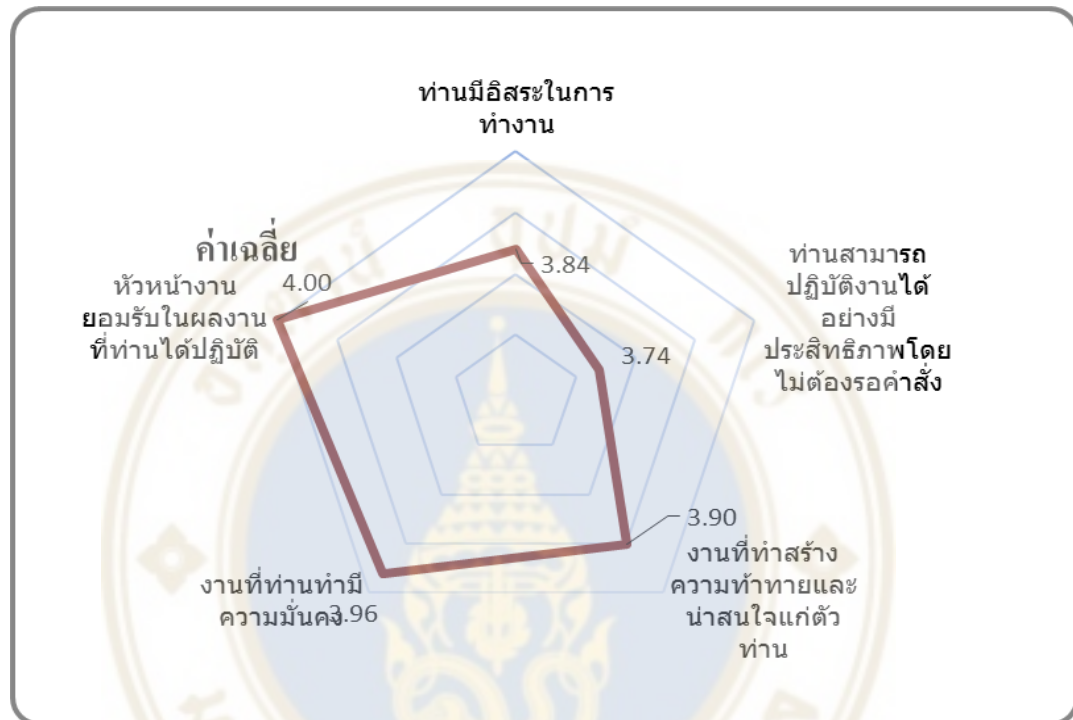 ท่านมีอิสระในการ
ทำงาน
3.84
ท่านสามารถ
ปฏิบัติงานได้
อย่างมี
ประสิทธิภาพโดย
ไม่ต้องรอคำสั่ง
3.74
3.90
งานที่ทำสร้าง
ความท้าทายและ
น่าสนใจแก่ตัว
ท่าน
งานที่ท่านทำมี
ความมั่นคง
3.96
ค่าเฉลี่ย
4.00
หัวหน้างาน
ยอมรับในผลงาน
ที่ท่านได้ปฏิบัติ